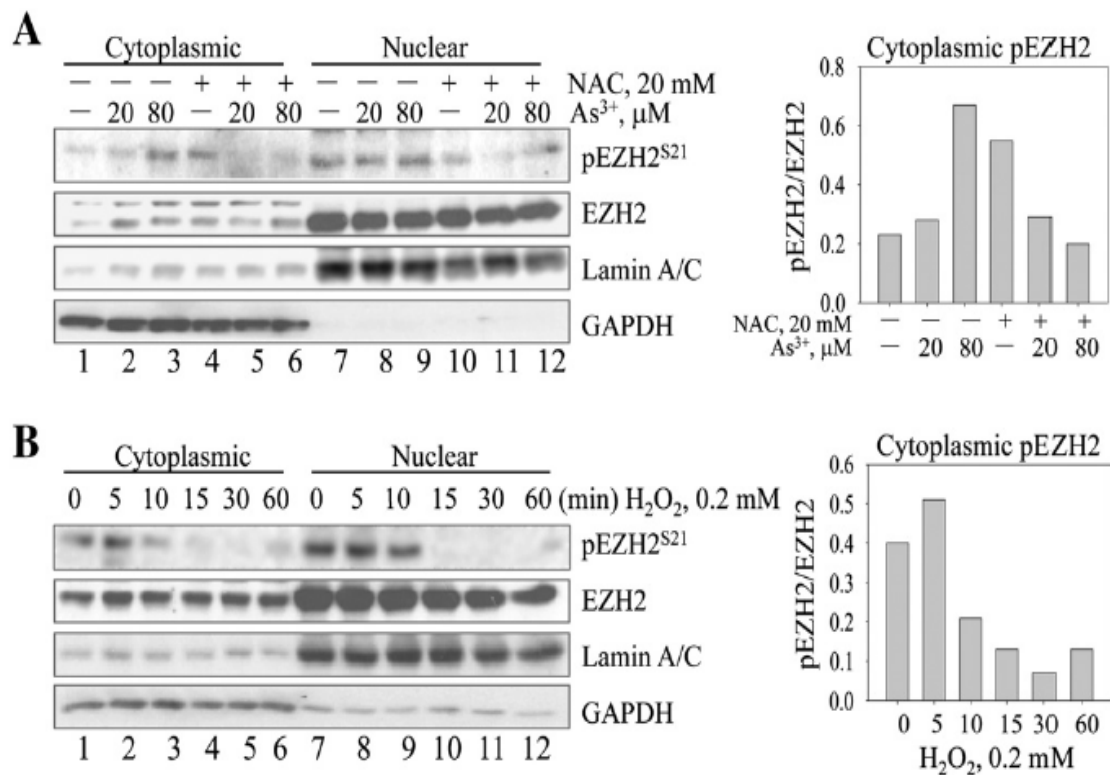 A
Cytoplasmic Nuclear
— — — + + + — — — + + + NAC, 20 mM
— 20 80 — 20 80 — 20 80 — 20 80 As³⁺, µM
pEZH2ˢ²¹
EZH2
Lamin A/C
GAPDH
1 2 3 4 5 6 7 8 9 10 11 12
Cytoplasmic pEZH2
pEZH2/EZH2
0.8
0.6
0.4
0.2
0.0
NAC, 20 mM — — — + + +
As³⁺, µM — 20 80 — 20 80
B
Cytoplasmic Nuclear
0 5 10 15 30 60 0 5 10 15 30 60 (min) H₂O₂, 0.2 mM
pEZH2ˢ²¹
EZH2
Lamin A/C
GAPDH
1 2 3 4 5 6 7 8 9 10 11 12
Cytoplasmic pEZH2
pEZH2/EZH2
0.6
0.5
0.4
0.3
0.2
0.1
0.0
0 5 10 15 30 60
H₂O₂, 0.2 mM